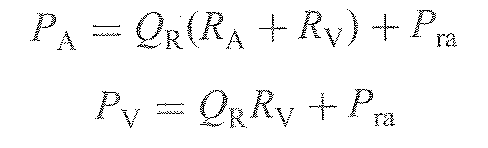 P_A = Q_R(R_A + R_V) + P_ra
P_V = Q_R R_V + P_ra